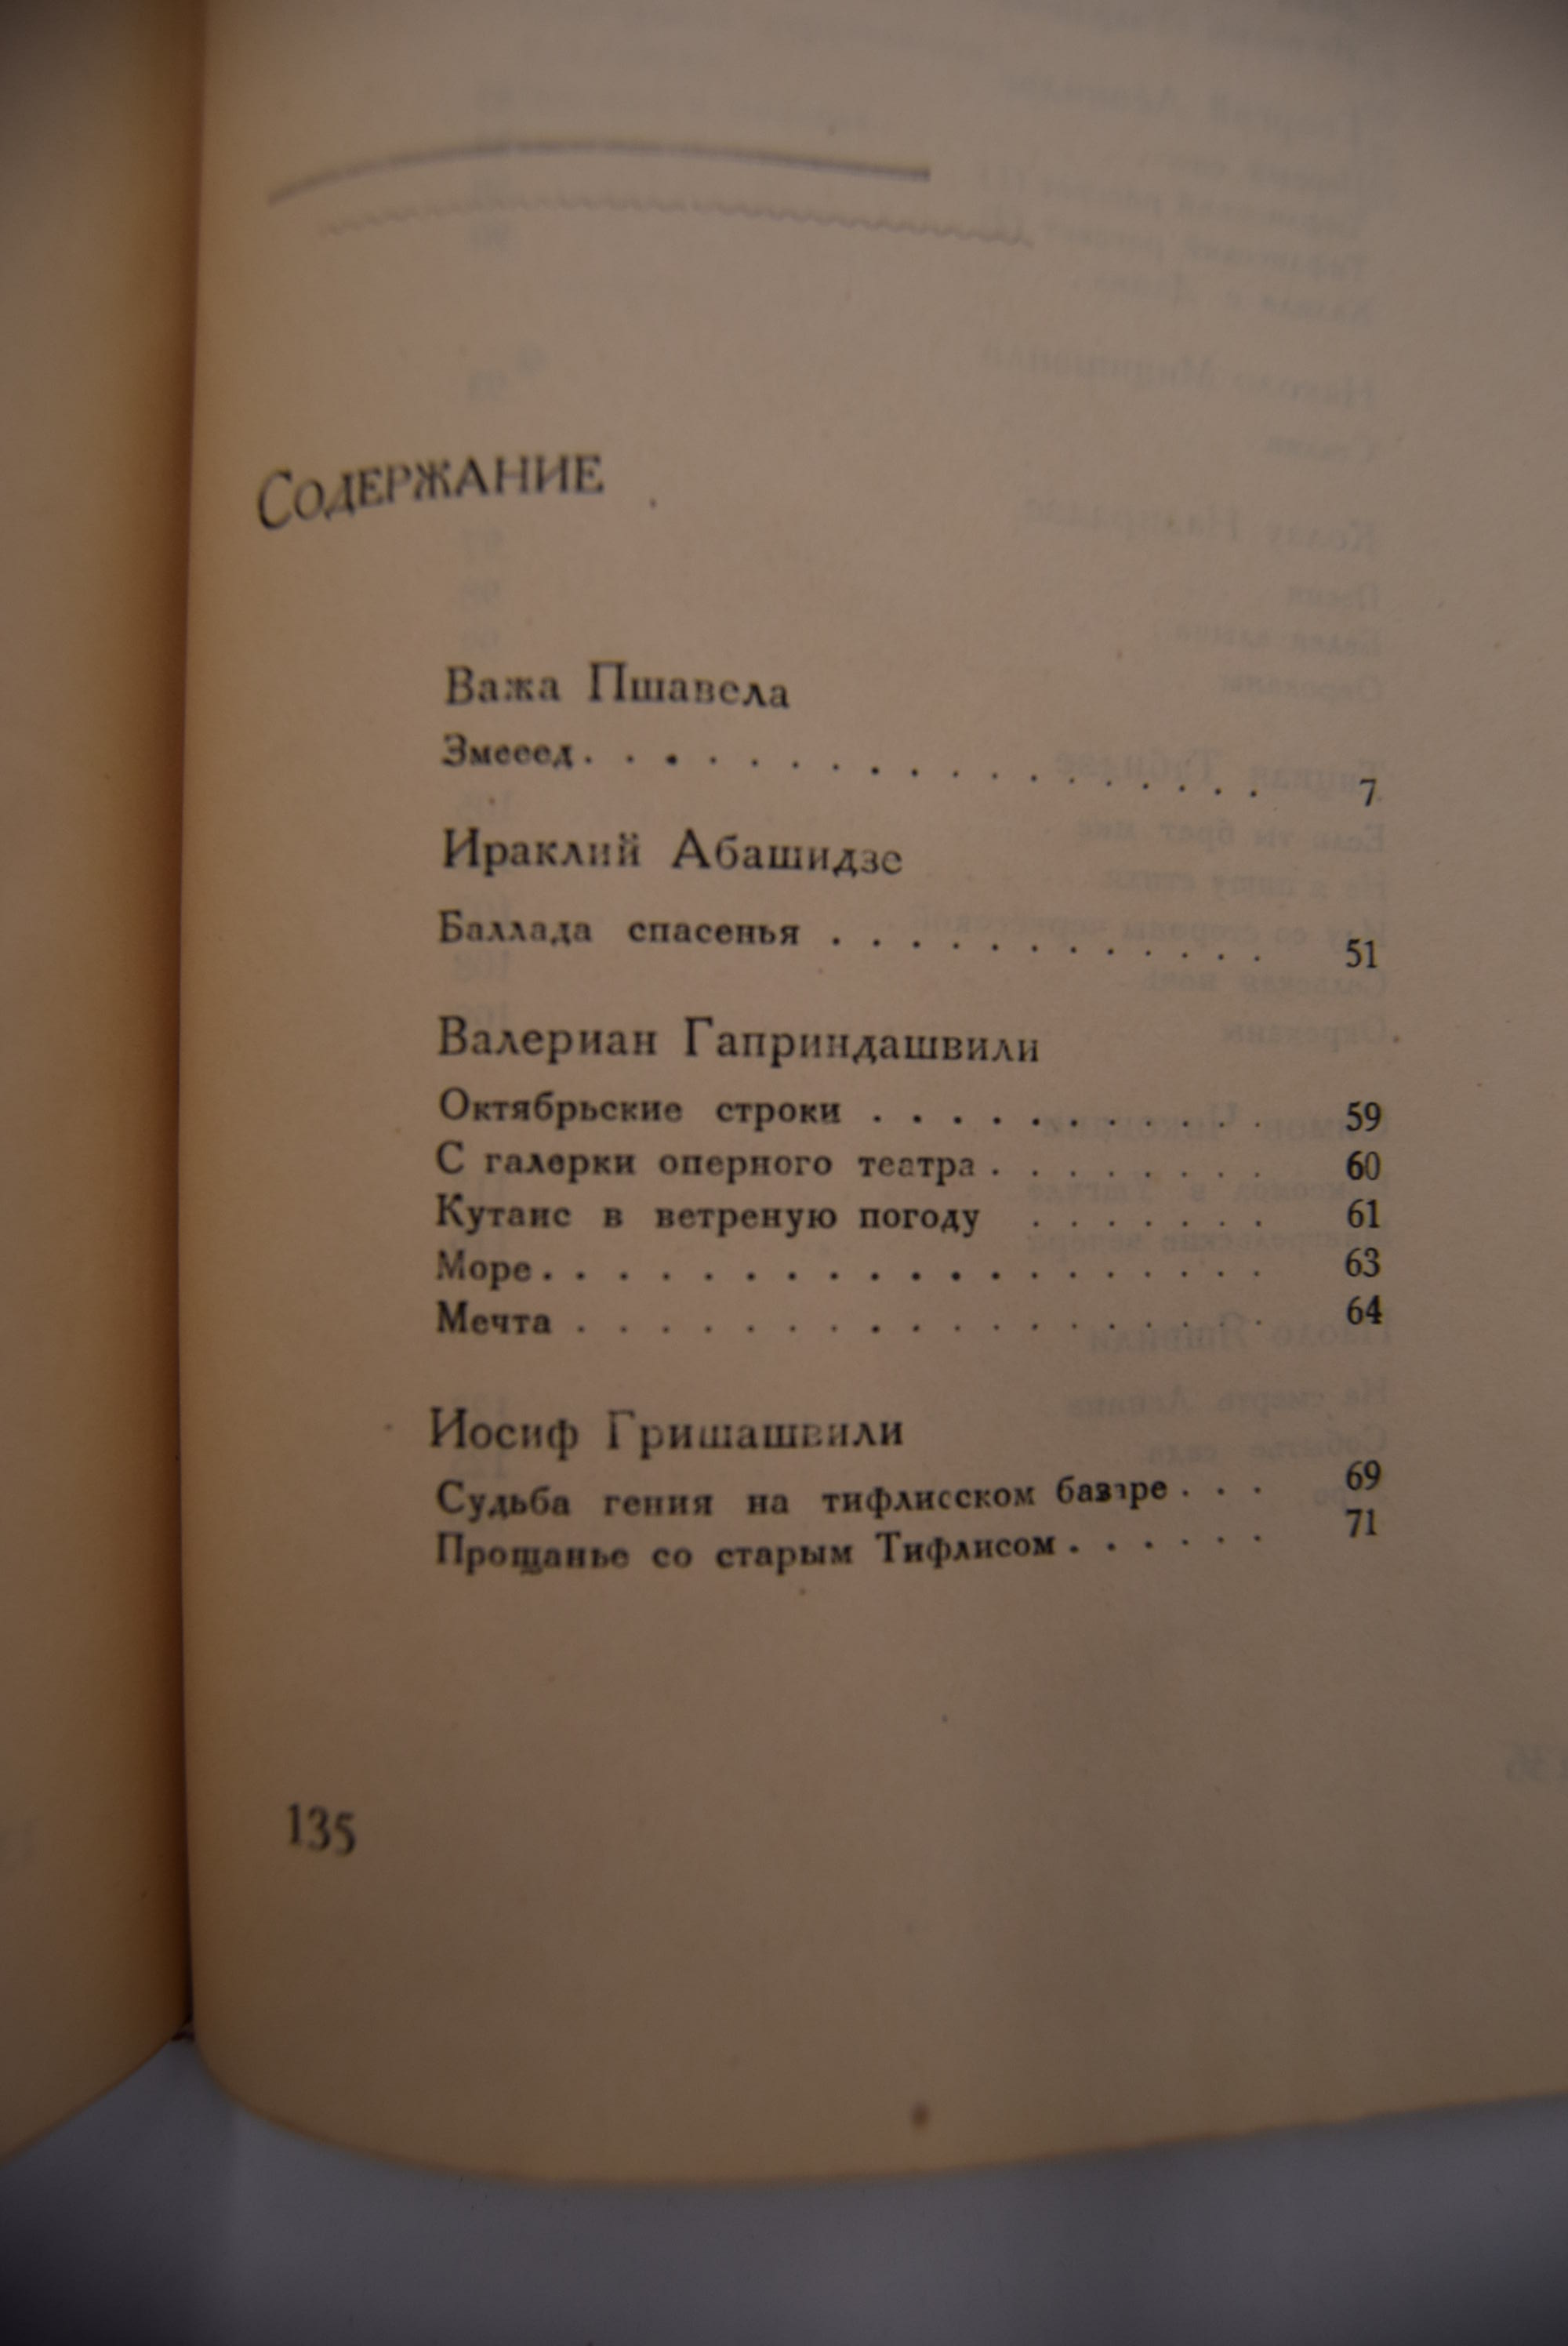 Содержание
Важа Пшавела
Змееед . . . . . . . . . . . . . . . . . 7
Ираклий Абашидзе
Баллада спасенья . . . . . . . . . . . 51
Валериан Гаприндашвили
Октябрьские строки . . . . . . . . . . 59
С галерки оперного театра . . . . . . . 60
Кутаис в ветреную погоду . . . . . . . 61
Море . . . . . . . . . . . . . . . . . . 63
Мечта . . . . . . . . . . . . . . . . . 64
Иосиф Гришашвили
Судьба гения на тифлисском базаре . . . 69
Прощанье со старым Тифлисом . . . . . . 71
135